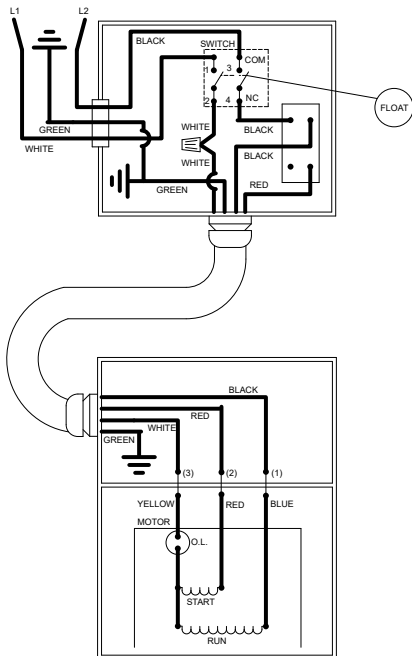 L1
L2
BLACK
SWITCH
COM
1
3
FLOAT
2
4
NC
GREEN
WHITE
BLACK
WHITE
WHITE
BLACK
GREEN
RED
BLACK
RED
WHITE
GREEN
(3)
(2)
(1)
YELLOW
RED
BLUE
MOTOR
O.L.
START
RUN